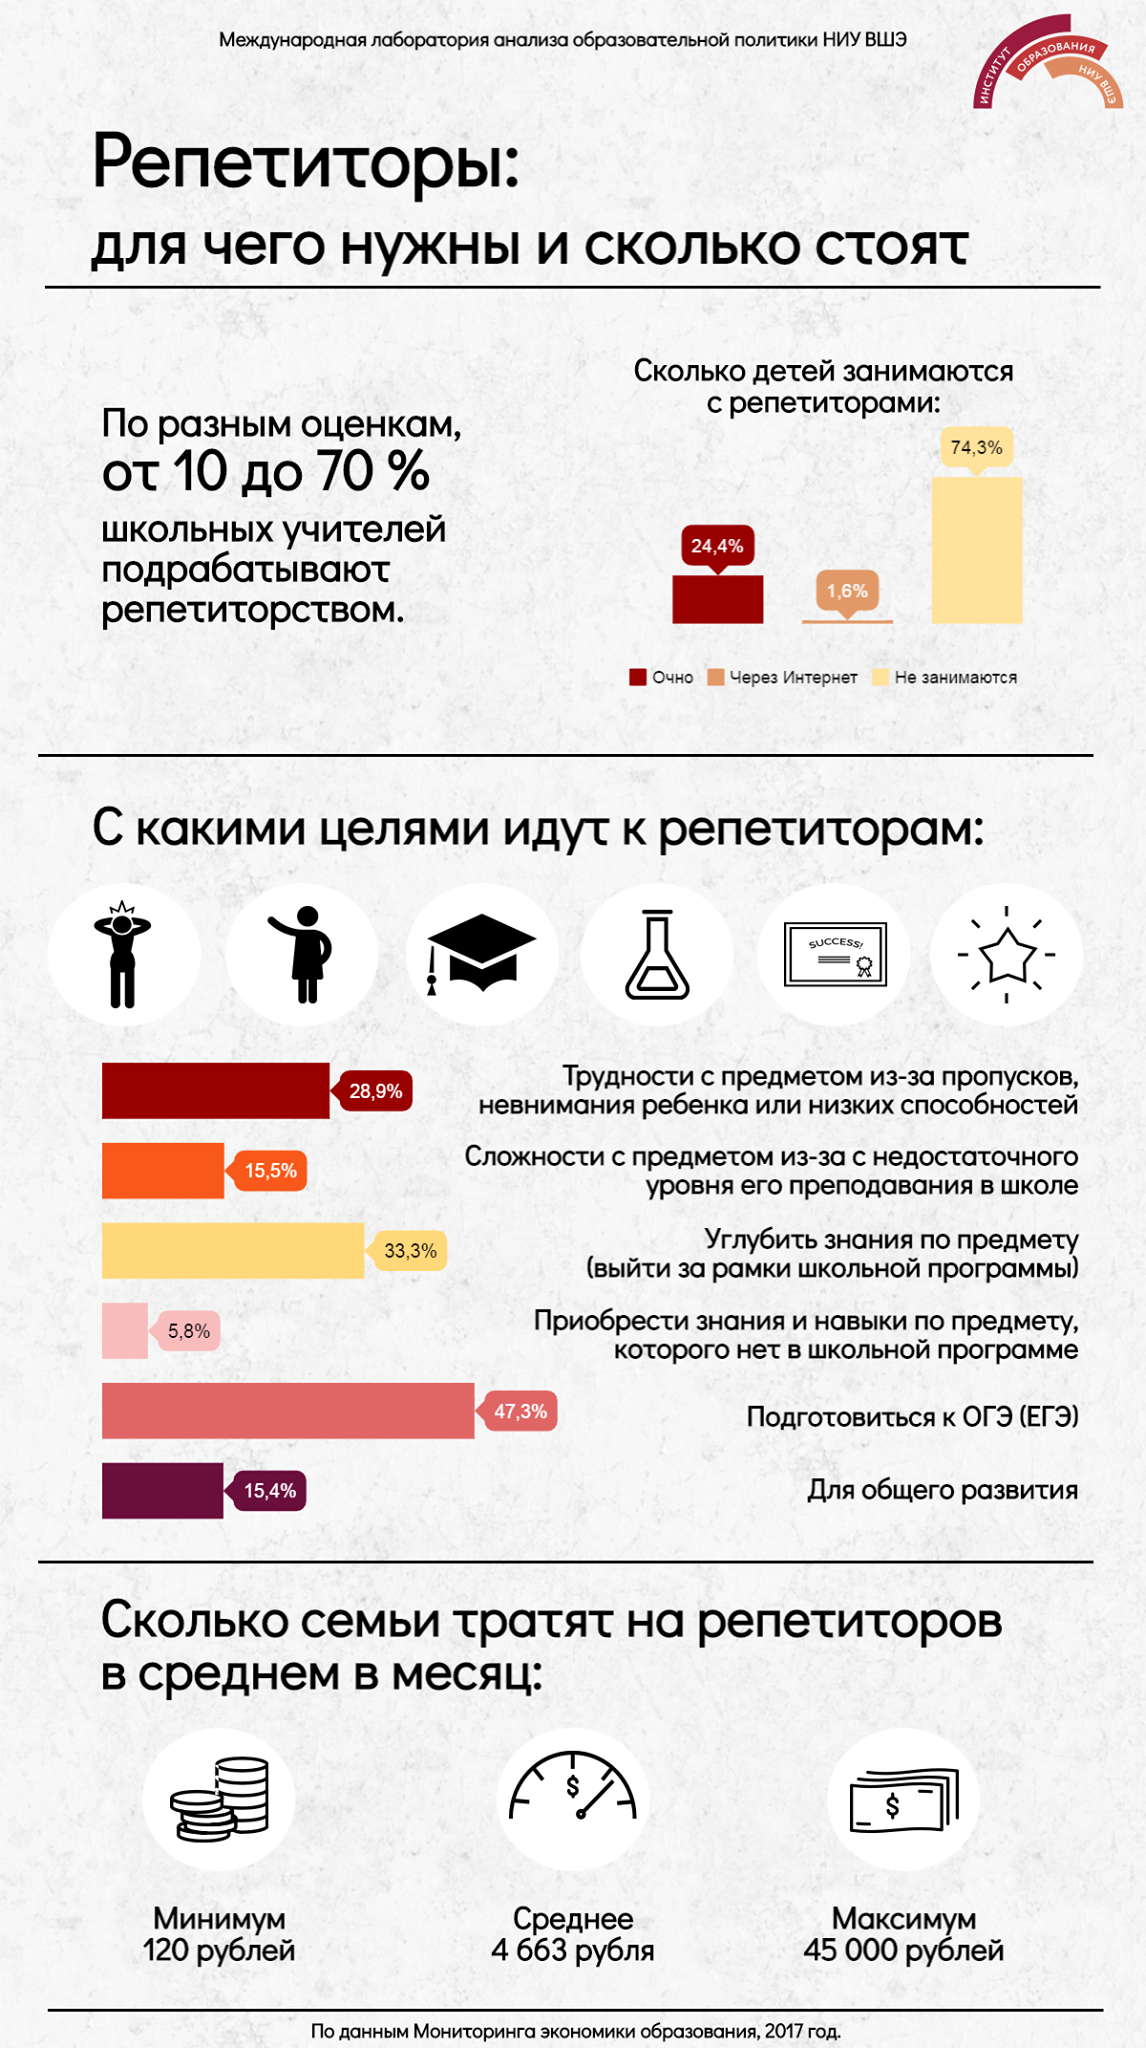 Международная лаборатория анализа образовательной политики НИУ ВШЭ
ИНСТИТУТ
ОБРАЗОВАНИЯ
НИУ ВШЭ
Репетиторы:
для чего нужны и сколько стоят
По разным оценкам,
от 10 до 70 %
школьных учителей
подрабатывают
репетиторством.
Сколько детей занимаются
с репетиторами:
74,3%
24,4%
1,6%
Очно
Через Интернет
Не занимаются
С какими целями идут к репетиторам:
SUCCESS!
28,9%
Трудности с предметом из-за пропусков,
невнимания ребенка или низких способностей
15,5%
Сложности с предметом из-за с недостаточного
уровня его преподавания в школе
33,3%
Углубить знания по предмету
(выйти за рамки школьной программы)
5,8%
Приобрести знания и навыки по предмету,
которого нет в школьной программе
47,3%
Подготовиться к ОГЭ (ЕГЭ)
15,4%
Для общего развития
Сколько семьи тратят на репетиторов
в среднем в месяц:
$
$
Минимум
120 рублей
Среднее
4 663 рубля
Максимум
45 000 рублей
По данным Мониторинга экономики образования, 2017 год.